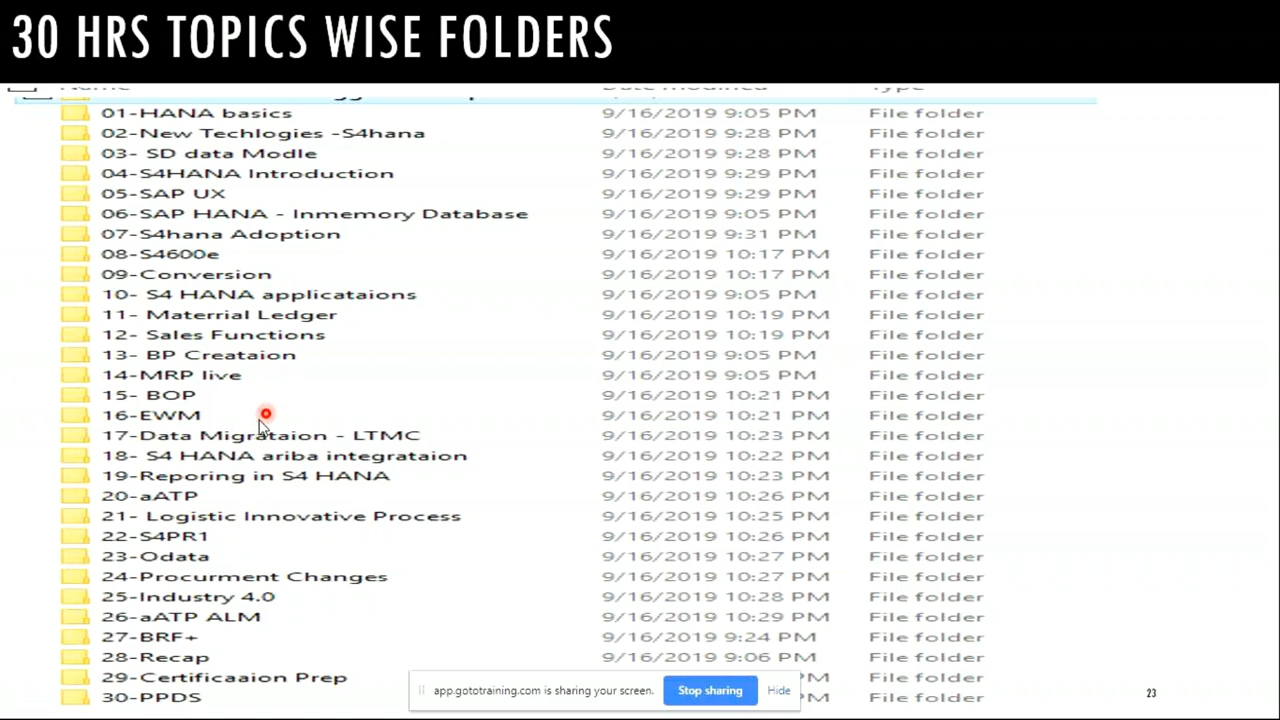 30 HRS TOPICS WISE FOLDERS
Name Date modified Type
01-HANA basics 9/16/2019 9:05 PM File folder
02-New Techlogies -S4hana 9/16/2019 9:28 PM File folder
03- SD data Modle 9/16/2019 9:28 PM File folder
04-S4HANA Introduction 9/16/2019 9:29 PM File folder
05-SAP UX 9/16/2019 9:29 PM File folder
06-SAP HANA - Inmemory Database 9/16/2019 9:05 PM File folder
07-S4hana Adoption 9/16/2019 9:31 PM File folder
08-S4600e 9/16/2019 10:17 PM File folder
09-Conversion 9/16/2019 10:17 PM File folder
10- S4 HANA applicataions 9/16/2019 9:05 PM File folder
11- Materrial Ledger 9/16/2019 10:19 PM File folder
12- Sales Functions 9/16/2019 10:19 PM File folder
13- BP Creataion 9/16/2019 9:05 PM File folder
14-MRP live 9/16/2019 9:05 PM File folder
15- BOP 9/16/2019 10:21 PM File folder
16-EWM 9/16/2019 10:21 PM File folder
17-Data Migrataion - LTMC 9/16/2019 10:23 PM File folder
18- S4 HANA ariba integrataion 9/16/2019 10:22 PM File folder
19-Reporing in S4 HANA 9/16/2019 10:23 PM File folder
20-aATP 9/16/2019 10:26 PM File folder
21- Logistic Innovative Process 9/16/2019 10:25 PM File folder
22-S4PR1 9/16/2019 10:26 PM File folder
23-Odata 9/16/2019 10:27 PM File folder
24-Procurment Changes 9/16/2019 10:27 PM File folder
25-Industry 4.0 9/16/2019 10:28 PM File folder
26-aATP ALM 9/16/2019 10:29 PM File folder
27-BRF+ 9/16/2019 9:24 PM File folder
28-Recap 9/16/2019 9:06 PM File folder
29-Certificaaion Prep PM File folder
30-PPDS PM File folder
app.gototraining.com is sharing your screen. Stop sharing Hide
23